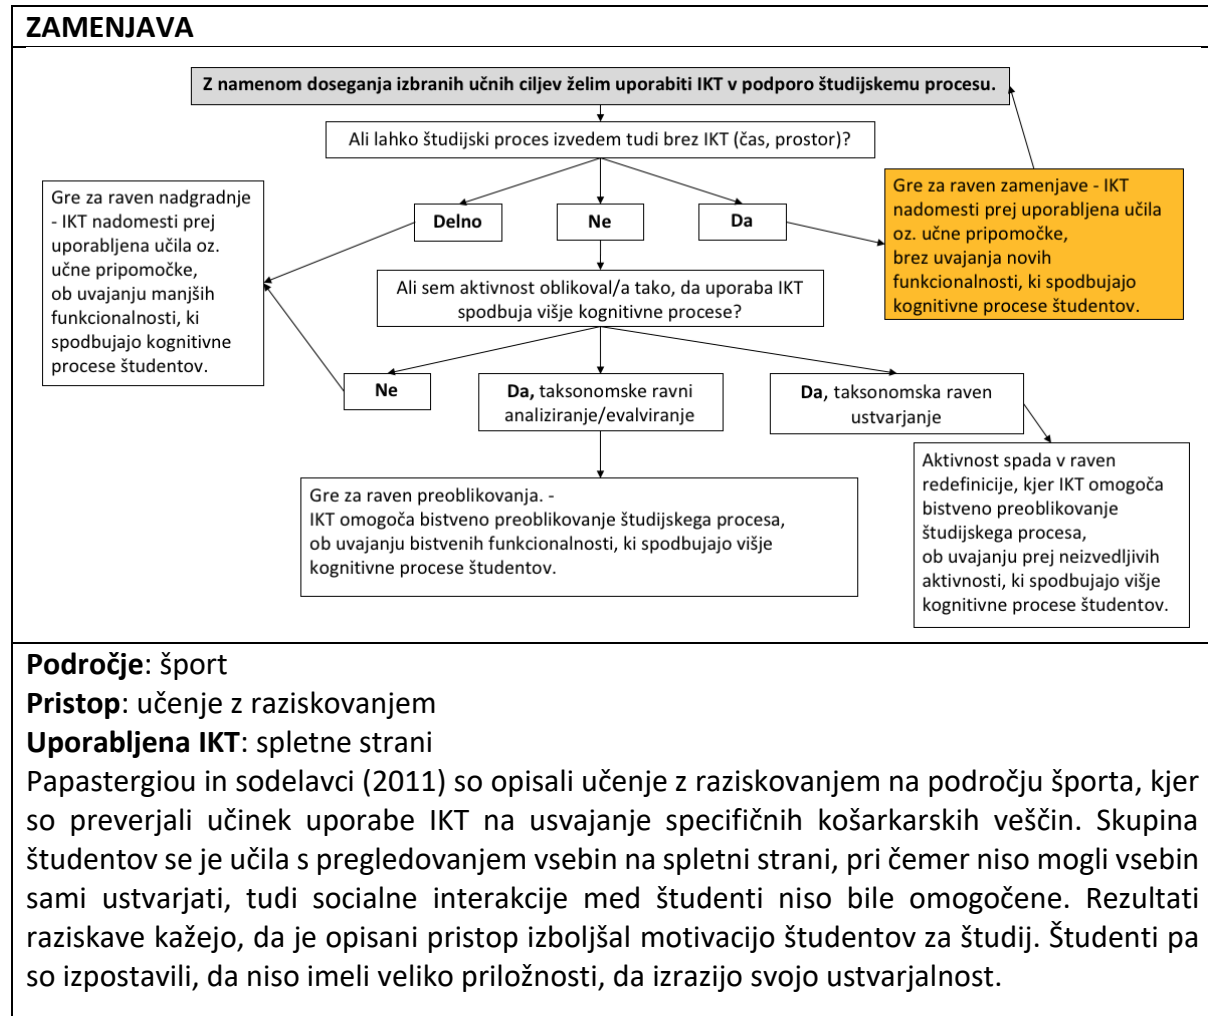 ZAMENJAVA
Z namenom doseganja izbranih učnih ciljev želim uporabiti IKT v podporo študijskemu procesu.
Ali lahko študijski proces izvedem tudi brez IKT (čas, prostor)?
Gre za raven nadgradnje
- IKT nadomesti prej
uporabljena učila oz.
učne pripomočke,
ob uvajanju manjših
funkcionalnosti, ki
spodbujajo kognitivne
procese študentov.
Delno
Ne
Da
Gre za raven zamenjave - IKT
nadomesti prej uporabljena učila
oz. učne pripomočke,
brez uvajanja novih
funkcionalnosti, ki spodbujajo
kognitivne procese študentov.
Ali sem aktivnost oblikoval/a tako, da uporaba IKT
spodbuja višje kognitivne procese?
Ne
Da, taksonomske ravni
analiziranje/evalviranje
Da, taksonomska raven
ustvarjanje
Gre za raven preoblikovanja. -
IKT omogoča bistveno preoblikovanje študijskega procesa,
ob uvajanju bistvenih funkcionalnosti, ki spodbujajo višje
kognitivne procese študentov.
Aktivnost spada v raven
redefinicije, kjer IKT omogoča
bistveno preoblikovanje
študijskega procesa,
ob uvajanju prej neizvedljivih
aktivnosti, ki spodbujajo višje
kognitivne procese študentov.
Področje: šport
Pristop: učenje z raziskovanjem
Uporabljena IKT: spletne strani
Papastergiou in sodelavci (2011) so opisali učenje z raziskovanjem na področju športa, kjer
so preverjali učinek uporabe IKT na usvajanje specifičnih košarkarskih veščin. Skupina
študentov se je učila s pregledovanjem vsebin na spletni strani, pri čemer niso mogli vsebin
sami ustvarjati, tudi socialne interakcije med študenti niso bile omogočene. Rezultati
raziskave kažejo, da je opisani pristop izboljšal motivacijo študentov za študij. Študenti pa
so izpostavili, da niso imeli veliko priložnosti, da izrazijo svojo ustvarjalnost.